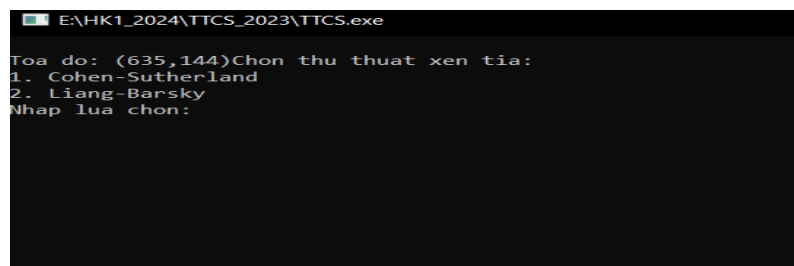 E:\HK1_2024\TTCS_2023\TTCS.exe
Toa do: (635,144)Chon thu thuat xen tia:
1. Cohen-Sutherland
2. Liang-Barsky
Nhap lua chon: